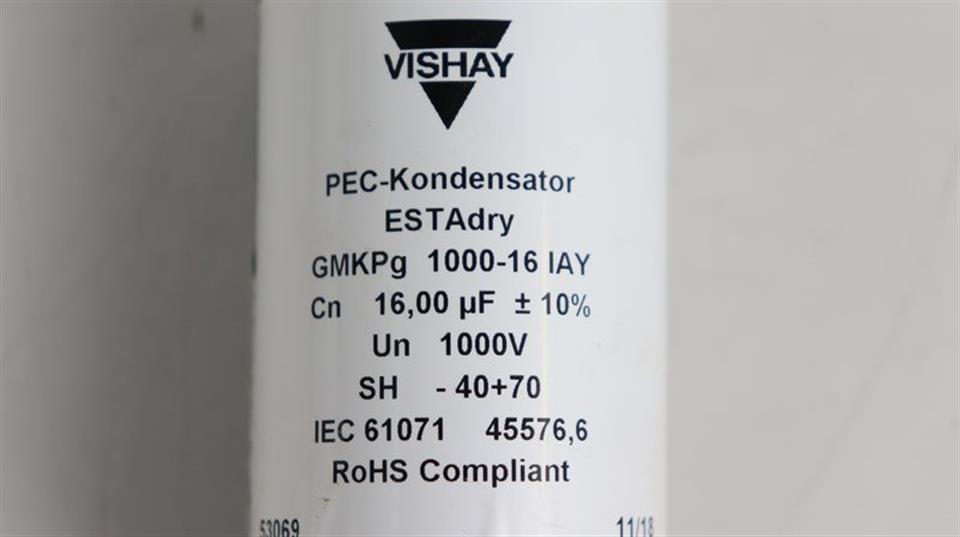 VISHAY
PEC-Kondensator
ESTAdry
GMKPg 1000-16 IAY
Cn 16,00 µF ± 10%
Un 1000V
SH - 40+70
IEC 61071 45576,6
RoHS Compliant
53069 11/18